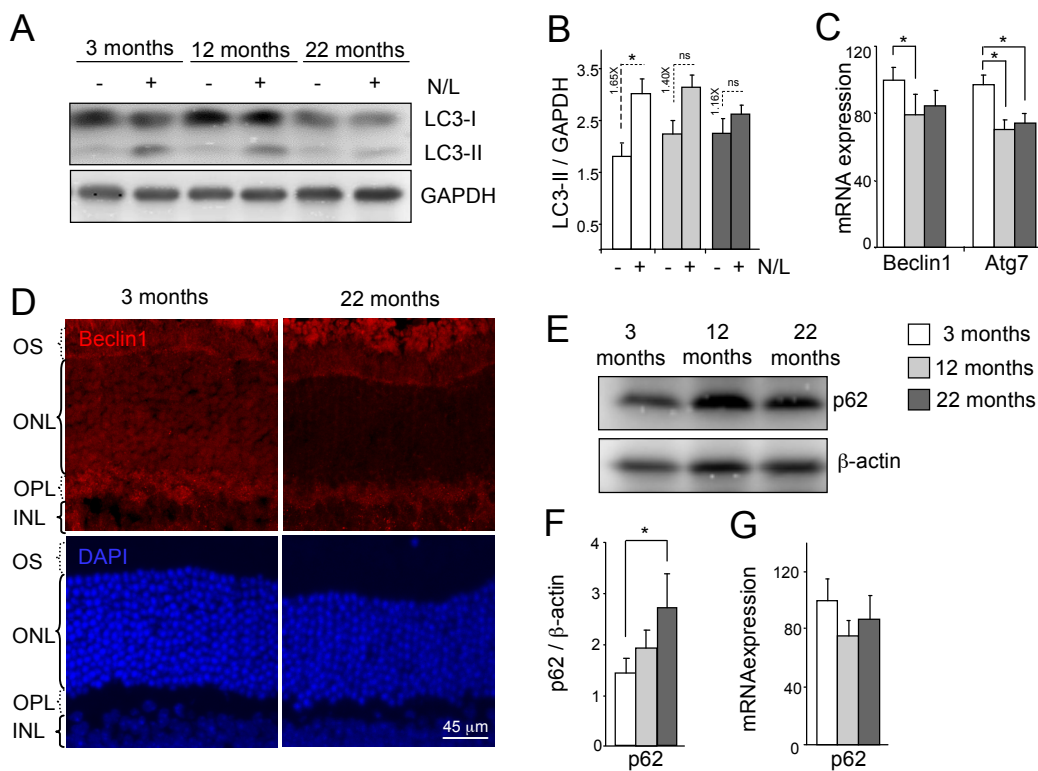 A
3 months 12 months 22 months
- + - + - + N/L
LC3-I
LC3-II
GAPDH
B
LC3-II / GAPDH
3.65
2.5
1.5
0.5
1.65X
*
1.40X
ns
1.16X
ns
- + - + - + N/L
C
mRNA expression
120
80
40
0
*
*
*
Beclin1 Atg7
D
3 months 22 months
OS
ONL
OPL
INL
Beclin1
OS
ONL
OPL
INL
DAPI
45 μm
E
3 months
12 months
22 months
p62
β-actin
3 months
12 months
22 months
F
p62 / β-actin
4
3
2
1
0
*
p62
G
mRNAexpression
120
80
40
0
p62